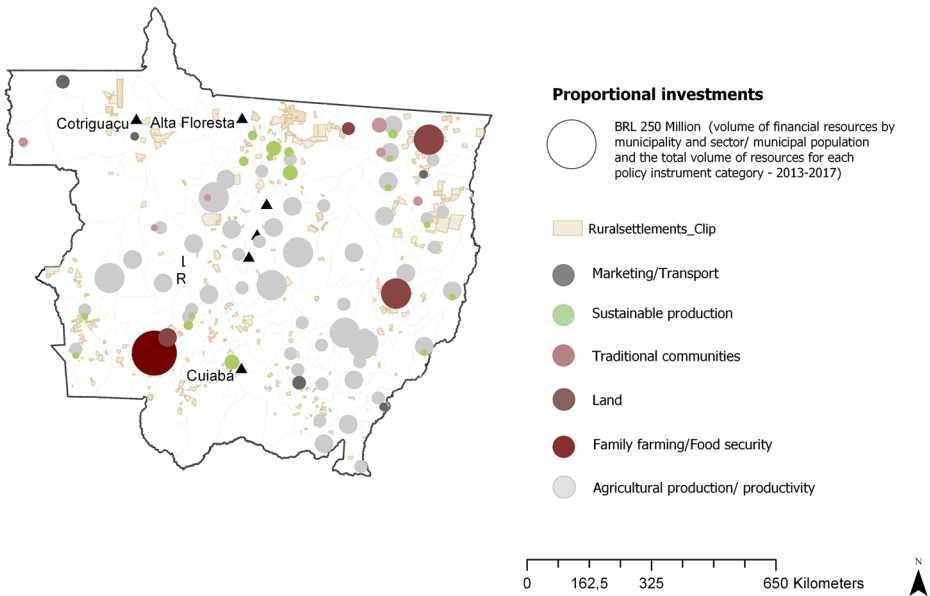 Cotriguaçu
Alta Floresta
L
R
Cuiabá
Proportional investments
BRL 250 Million (volume of financial resources by
municipality and sector/ municipal population
and the total volume of resources for each
policy instrument category - 2013-2017)
Ruralsettlements_Clip
Marketing/Transport
Sustainable production
Traditional communities
Land
Family farming/Food security
Agricultural production/ productivity
0 162,5 325 650 Kilometers
N